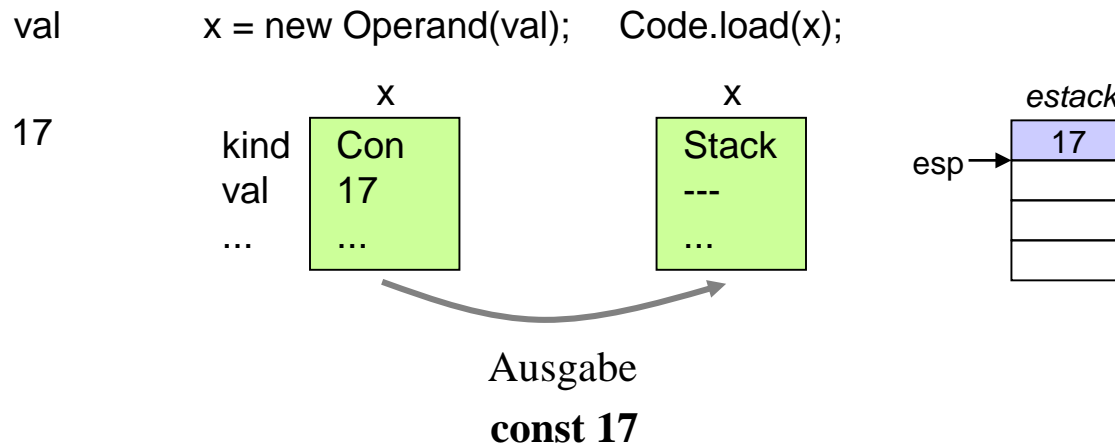 val x = new Operand(val); Code.load(x);
x x estack
17 kind Con Stack 17
esp
val 17 ---
... ... ...
Ausgabe
const 17